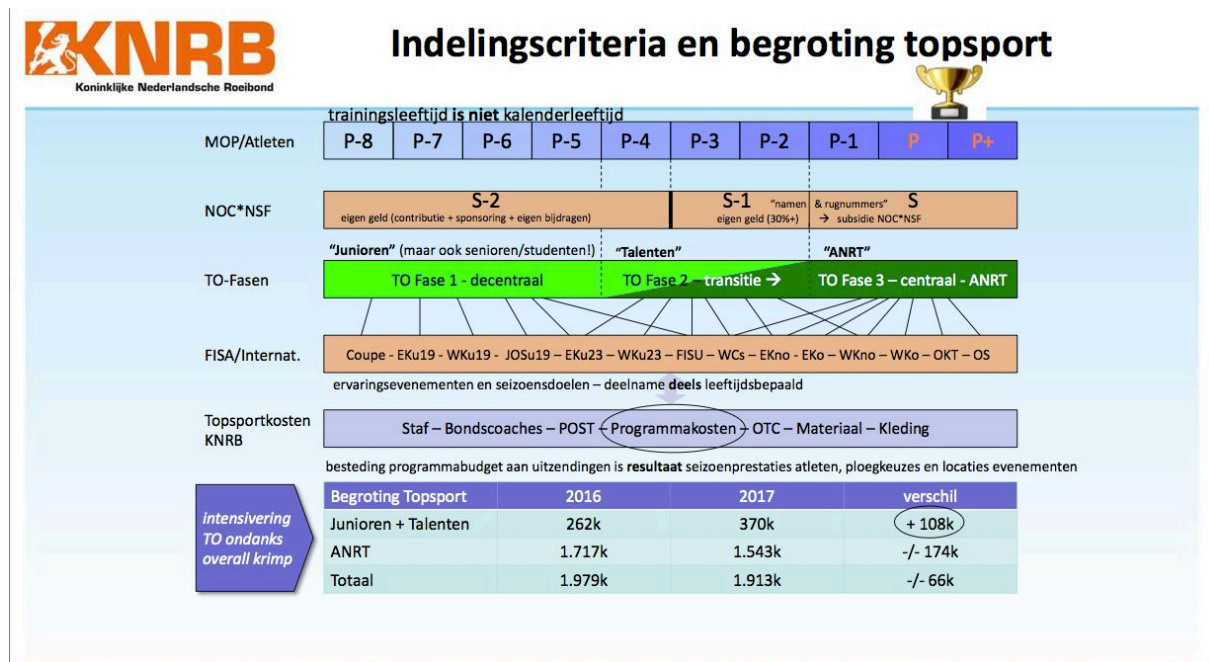 KNRB
Koninklijke Nederlandsche Roeibond
Indelingscriteria en begroting topsport
trainingsleeftijd is niet kalenderleeftijd
MOP/Atleten P-8 P-7 P-6 P-5 P-4 P-3 P-2 P-1 P P+
NOC*NSF
S-2
eigen geld (contributie + sponsoring + eigen bijdragen)
S-1 "namen & rugnummers" S
eigen geld (30%+) → subsidie NOC*NSF
"Junioren" (maar ook senioren/studenten!) "Talenten" "ANRT"
TO-Fasen TO Fase 1 - decentraal TO Fase 2 – transitie → TO Fase 3 – centraal - ANRT
FISA/Internat. Coupe - EKu19 - WKu19 - JOSu19 – EKu23 – WKu23 – FISU – WCs – EKno - EKo – WKno – WKo – OKT – OS
ervaringsevenementen en seizoensdoelen – deelname deels leeftijdsbepaald
Topsportkosten
KNRB
Staf – Bondscoaches – POST – Programmakosten – OTC – Materiaal – Kleding
besteding programmabudget aan uitzendingen is resultaat seizoenprestaties atleten, ploegkeuzes en locaties evenementen
intensivering
TO ondanks
overall krimp
Begroting Topsport 2016 2017 verschil
Junioren + Talenten 262k 370k + 108k
ANRT 1.717k 1.543k -/- 174k
Totaal 1.979k 1.913k -/- 66k